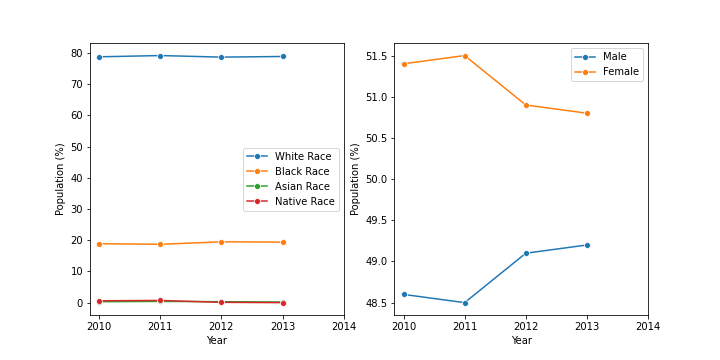 80
70
60
50
40
30
20
10
0
Population (%)
2010 2011 2012 2013 2014
Year
White Race
Black Race
Asian Race
Native Race
51.5
51.0
50.5
50.0
49.5
49.0
48.5
Population (%)
2010 2011 2012 2013 2014
Year
Male
Female